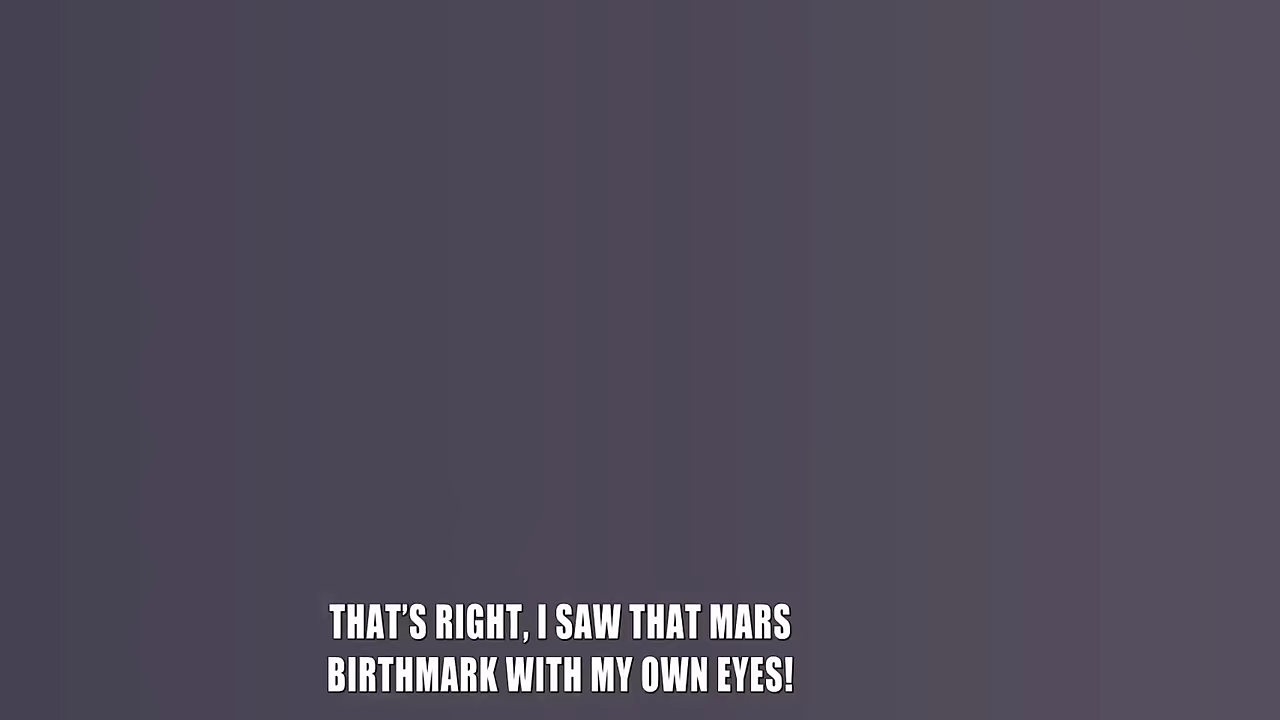 THAT’S RIGHT, I SAW THAT MARS
BIRTHMARK WITH MY OWN EYES!